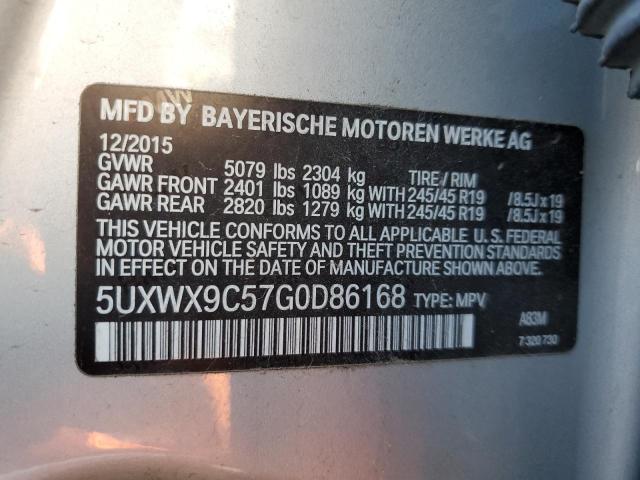 MFD BY BAYERISCHE MOTOREN WERKE AG
12/2015
GVWR 5079 lbs 2304 kg TIRE / RIM
GAWR FRONT 2401 lbs 1089 kg WITH 245/45 R19 /8.5J x 19
GAWR REAR 2820 lbs 1279 kg WITH 245/45 R19 /8.5J x 19
THIS VEHICLE CONFORMS TO ALL APPLICABLE U.S. FEDERAL
MOTOR VEHICLE SAFETY AND THEFT PREVENTION STANDARDS
IN EFFECT ON THE DATE OF MANUFACTURE SHOWN ABOVE.
5UXWX9C57G0D86168 TYPE: MPV
A83M
7 320 730